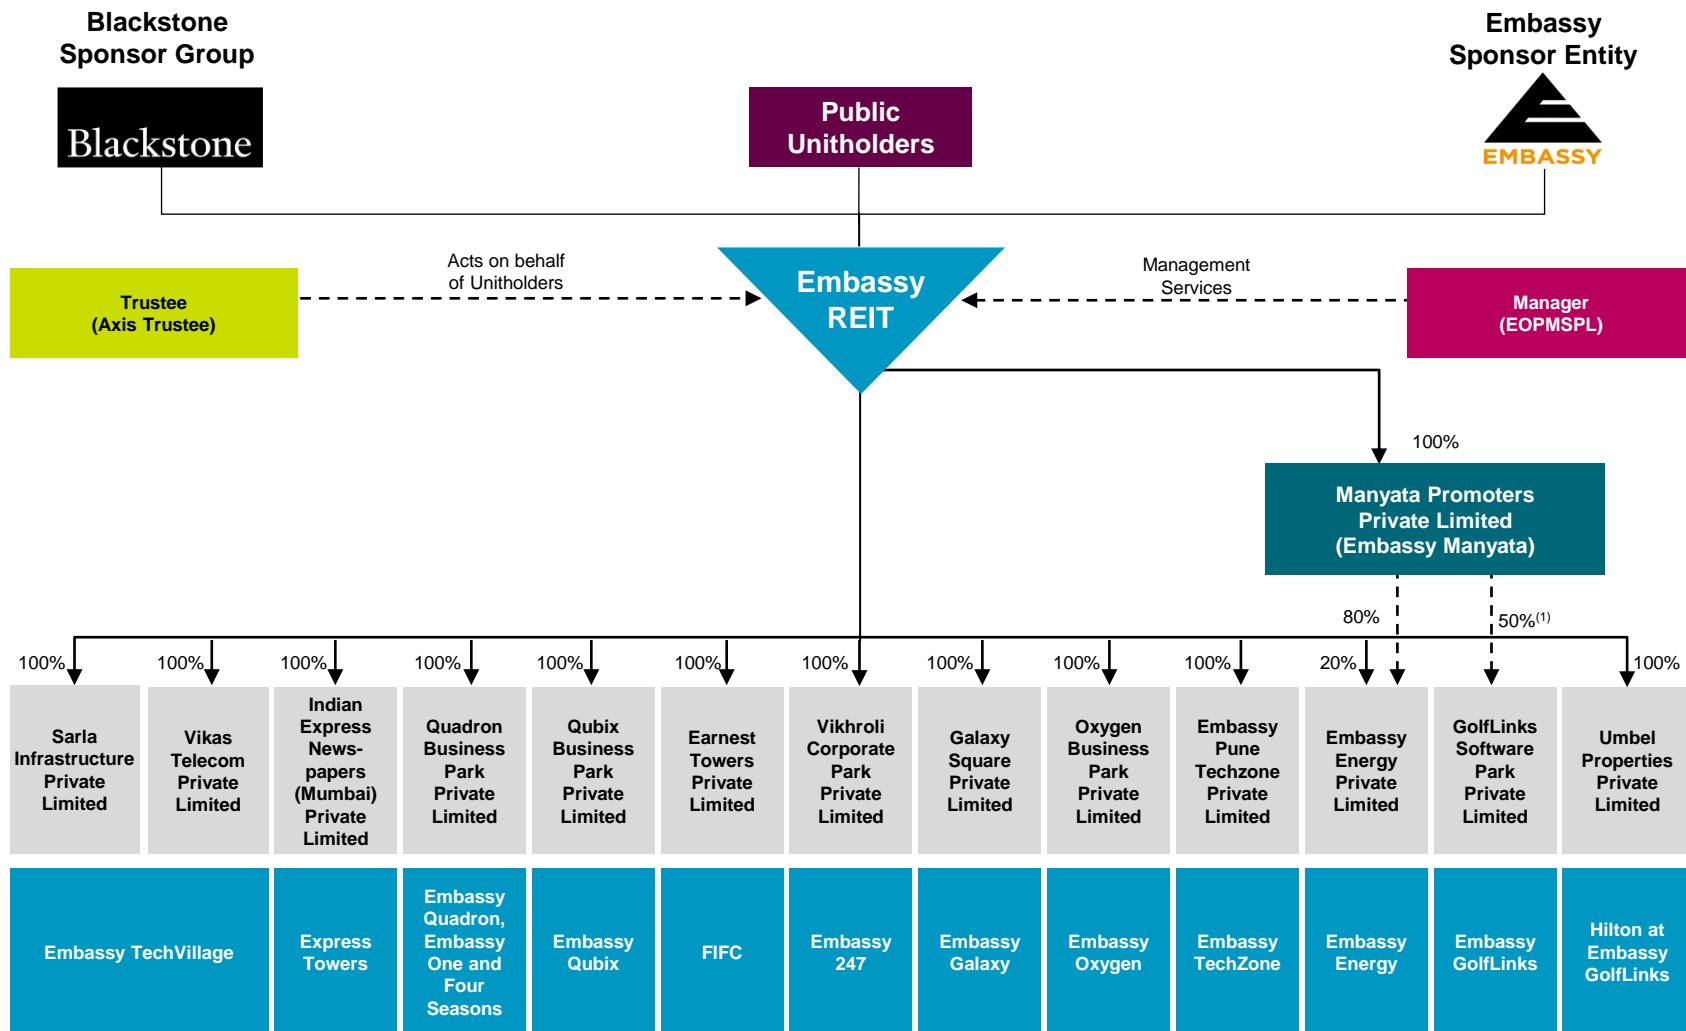 Blackstone
Sponsor Group
Blackstone
Public
Unitholders
Embassy
Sponsor Entity
EMBASSY
Trustee
(Axis Trustee)
Acts on behalf
of Unitholders
Embassy
REIT
Management
Services
Manager
(EOPMSPL)
100%
Manyata Promoters
Private Limited
(Embassy Manyata)
80%
50%(1)
100%
100%
100%
100%
100%
100%
100%
100%
100%
100%
20%
100%
Sarla
Infrastructure
Private
Limited
Vikas
Telecom
Private
Limited
Indian
Express
News-
papers
(Mumbai)
Private
Limited
Quadron
Business
Park
Private
Limited
Qubix
Business
Park
Private
Limited
Earnest
Towers
Private
Limited
Vikhroli
Corporate
Park
Private
Limited
Galaxy
Square
Private
Limited
Oxygen
Business
Park
Private
Limited
Embassy
Pune
Techzone
Private
Limited
Embassy
Energy
Private
Limited
GolfLinks
Software
Park
Private
Limited
Umbel
Properties
Private
Limited
Embassy TechVillage
Express
Towers
Embassy
Quadron,
Embassy
One and
Four
Seasons
Embassy
Qubix
FIFC
Embassy
247
Embassy
Galaxy
Embassy
Oxygen
Embassy
TechZone
Embassy
Energy
Embassy
GolfLinks
Hilton at
Embassy
GolfLinks